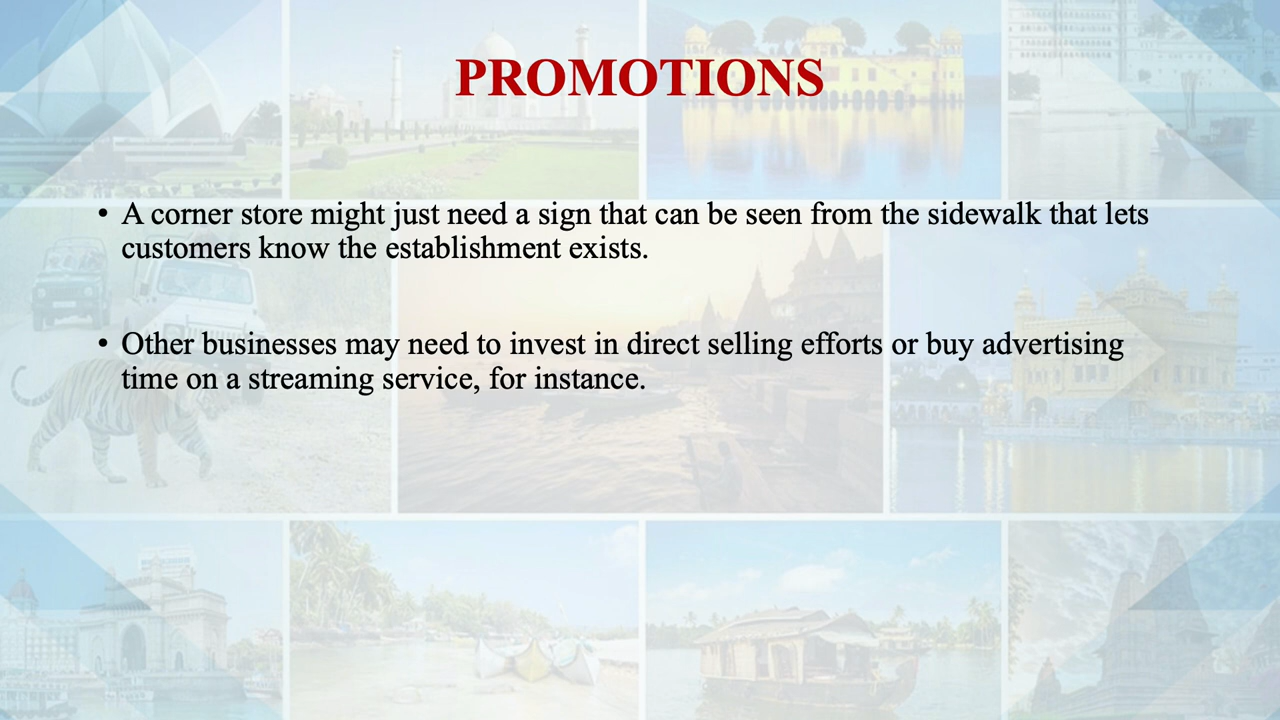 PROMOTIONS
• A corner store might just need a sign that can be seen from the sidewalk that lets
customers know the establishment exists.
• Other businesses may need to invest in direct selling efforts or buy advertising
time on a streaming service, for instance.